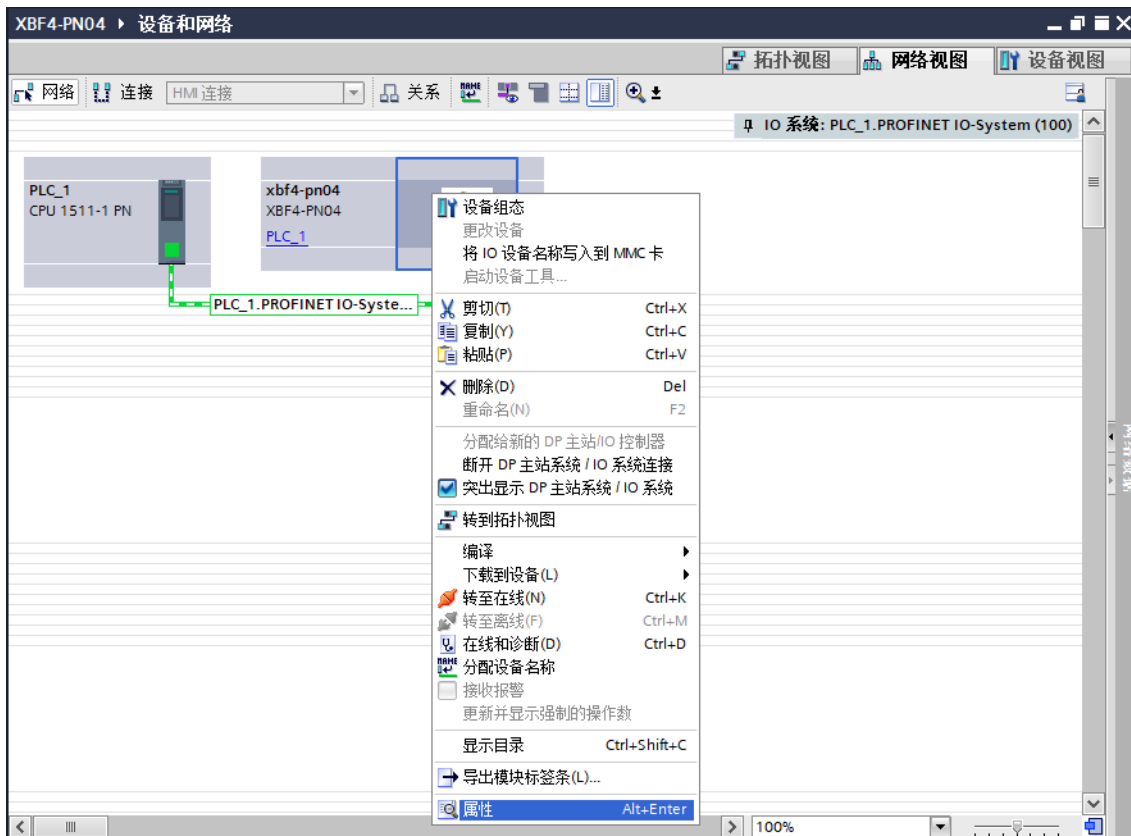 XBF4-PN04 ▸ 设备和网络
拓扑视图 网络视图 设备视图
网络 连接 HMI 连接 关系
IO 系统: PLC_1.PROFINET IO-System (100)
PLC_1
CPU 1511-1 PN
xbf4-pn04
XBF4-PN04
PLC_1
PLC_1.PROFINET IO-Syste...
设备组态
更改设备
将 IO 设备名称写入到 MMC 卡
启动设备工具...
剪切(T) Ctrl+X
复制(Y) Ctrl+C
粘贴(P) Ctrl+V
删除(D) Del
重命名(N) F2
分配给新的 DP 主站/IO 控制器
断开 DP 主站系统 / IO 系统连接
突出显示 DP 主站系统 / IO 系统
转到拓扑视图
编译
下载到设备(L)
转至在线(N) Ctrl+K
转至离线(F) Ctrl+M
在线和诊断(D) Ctrl+D
分配设备名称
接收报警
更新并显示强制的操作数
显示目录 Ctrl+Shift+C
导出模块标签条(L)...
属性 Alt+Enter
100%